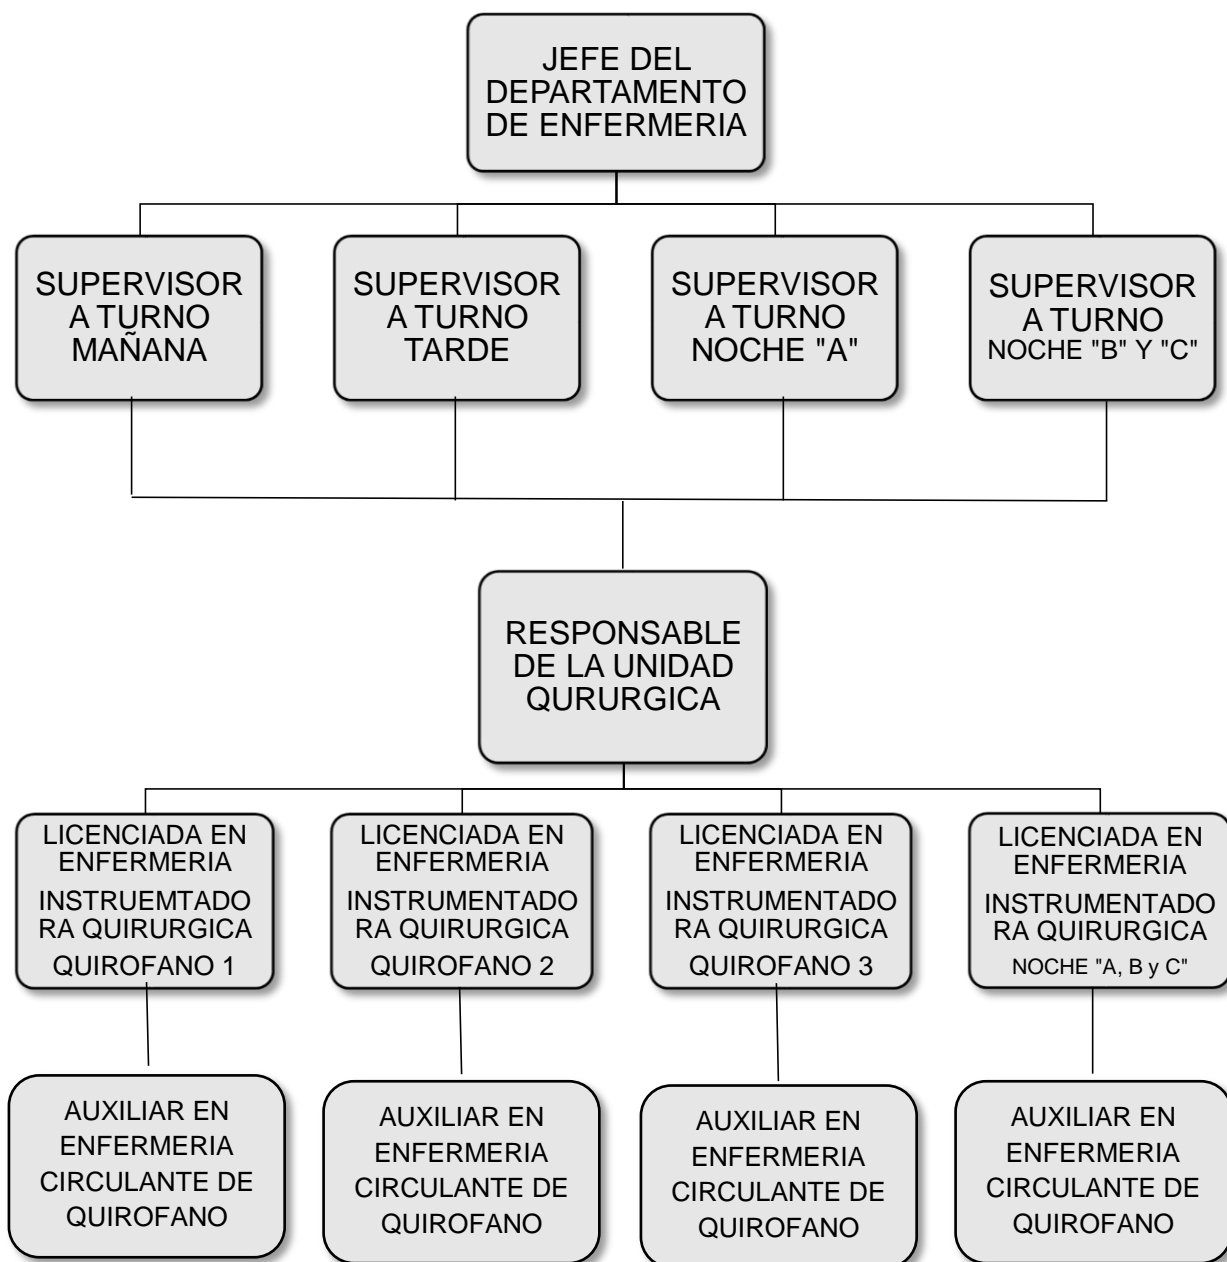 JEFE DEL
DEPARTAMENTO
DE ENFERMERIA
SUPERVISOR
A TURNO
MAÑANA
SUPERVISOR
A TURNO
TARDE
SUPERVISOR
A TURNO
NOCHE "A"
SUPERVISOR
A TURNO
NOCHE "B" Y "C"
RESPONSABLE
DE LA UNIDAD
QURURGICA
LICENCIADA EN
ENFERMERIA
INSTRUEMTADO
RA QUIRURGICA
QUIROFANO 1
LICENCIADA EN
ENFERMERIA
INSTRUMENTADO
RA QUIRURGICA
QUIROFANO 2
LICENCIADA EN
ENFERMERIA
INSTRUMENTADO
RA QUIRURGICA
QUIROFANO 3
LICENCIADA EN
ENFERMERIA
INSTRUMENTADO
RA QUIRURGICA
NOCHE "A, B y C"
AUXILIAR EN
ENFERMERIA
CIRCULANTE DE
QUIROFANO
AUXILIAR EN
ENFERMERIA
CIRCULANTE DE
QUIROFANO
AUXILIAR EN
ENFERMERIA
CIRCULANTE DE
QUIROFANO
AUXILIAR EN
ENFERMERIA
CIRCULANTE DE
QUIROFANO